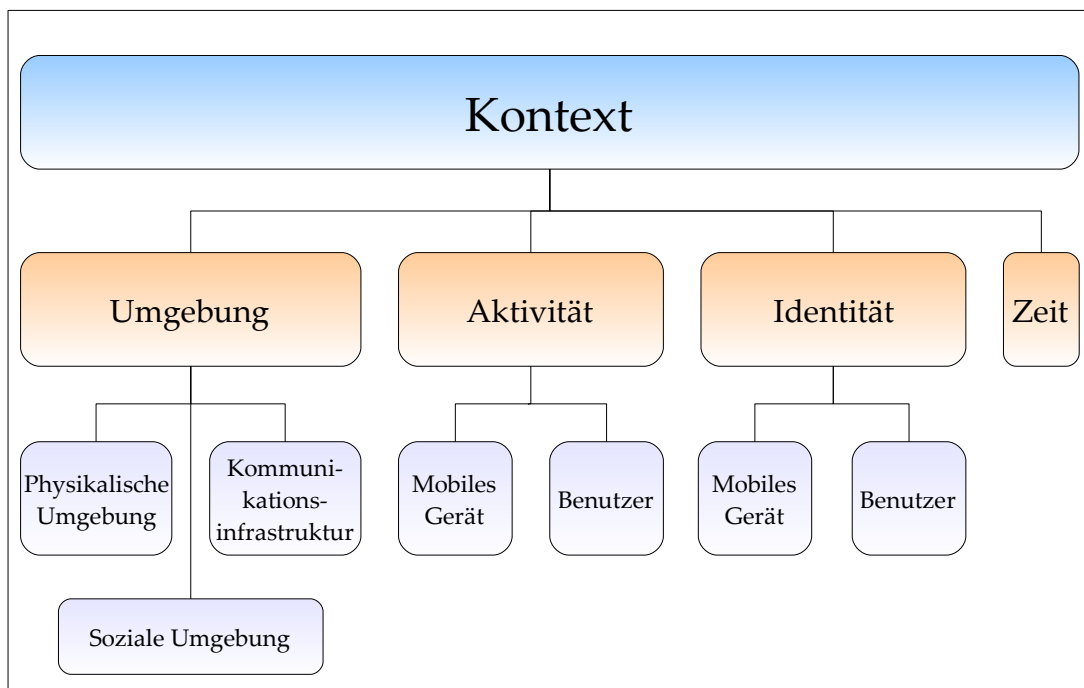 Kontext
Umgebung
Aktivität
Identität
Zeit
Physikalische
Umgebung
Kommuni-
kations-
infrastruktur
Mobiles
Gerät
Benutzer
Mobiles
Gerät
Benutzer
Soziale Umgebung